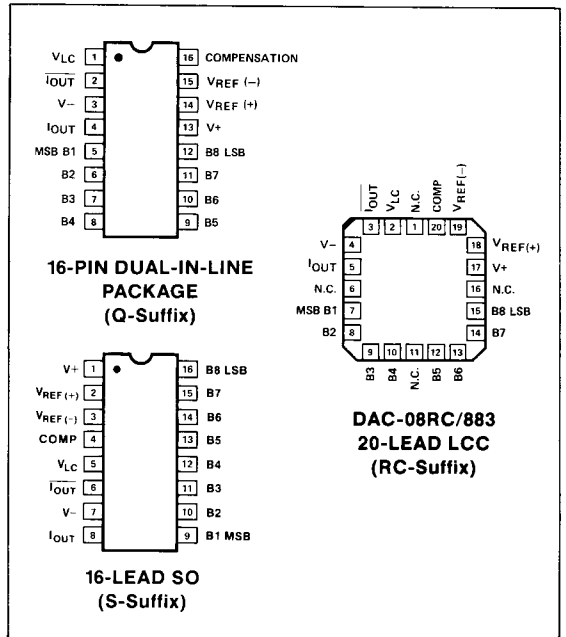 VLC 1 16 COMPENSATION
IOUT 2 15 VREF (−)
V− 3 14 VREF (+)
IOUT 4 13 V+
MSB B1 5 12 B8 LSB
B2 6 11 B7
B3 7 10 B6
B4 8 9 B5
16-PIN DUAL-IN-LINE
PACKAGE
(Q-Suffix)
V+ 1 16 B8 LSB
VREF(+) 2 15 B7
VREF(−) 3 14 B6
COMP 4 13 B5
VLC 5 12 B4
IOUT 6 11 B3
V− 7 10 B2
IOUT 8 9 B1 MSB
16-LEAD SO
(S-Suffix)
IOUT VLC N.C. COMP VREF(−)
3 2 1 20 19
V− 4 18 VREF(+)
IOUT 5 17 V+
N.C. 6 16 N.C.
MSB B1 7 15 B8 LSB
B2 8 14 B7
9 10 11 12 13
B3 B4 N.C. B5 B6
DAC-08RC/883
20-LEAD LCC
(RC-Suffix)